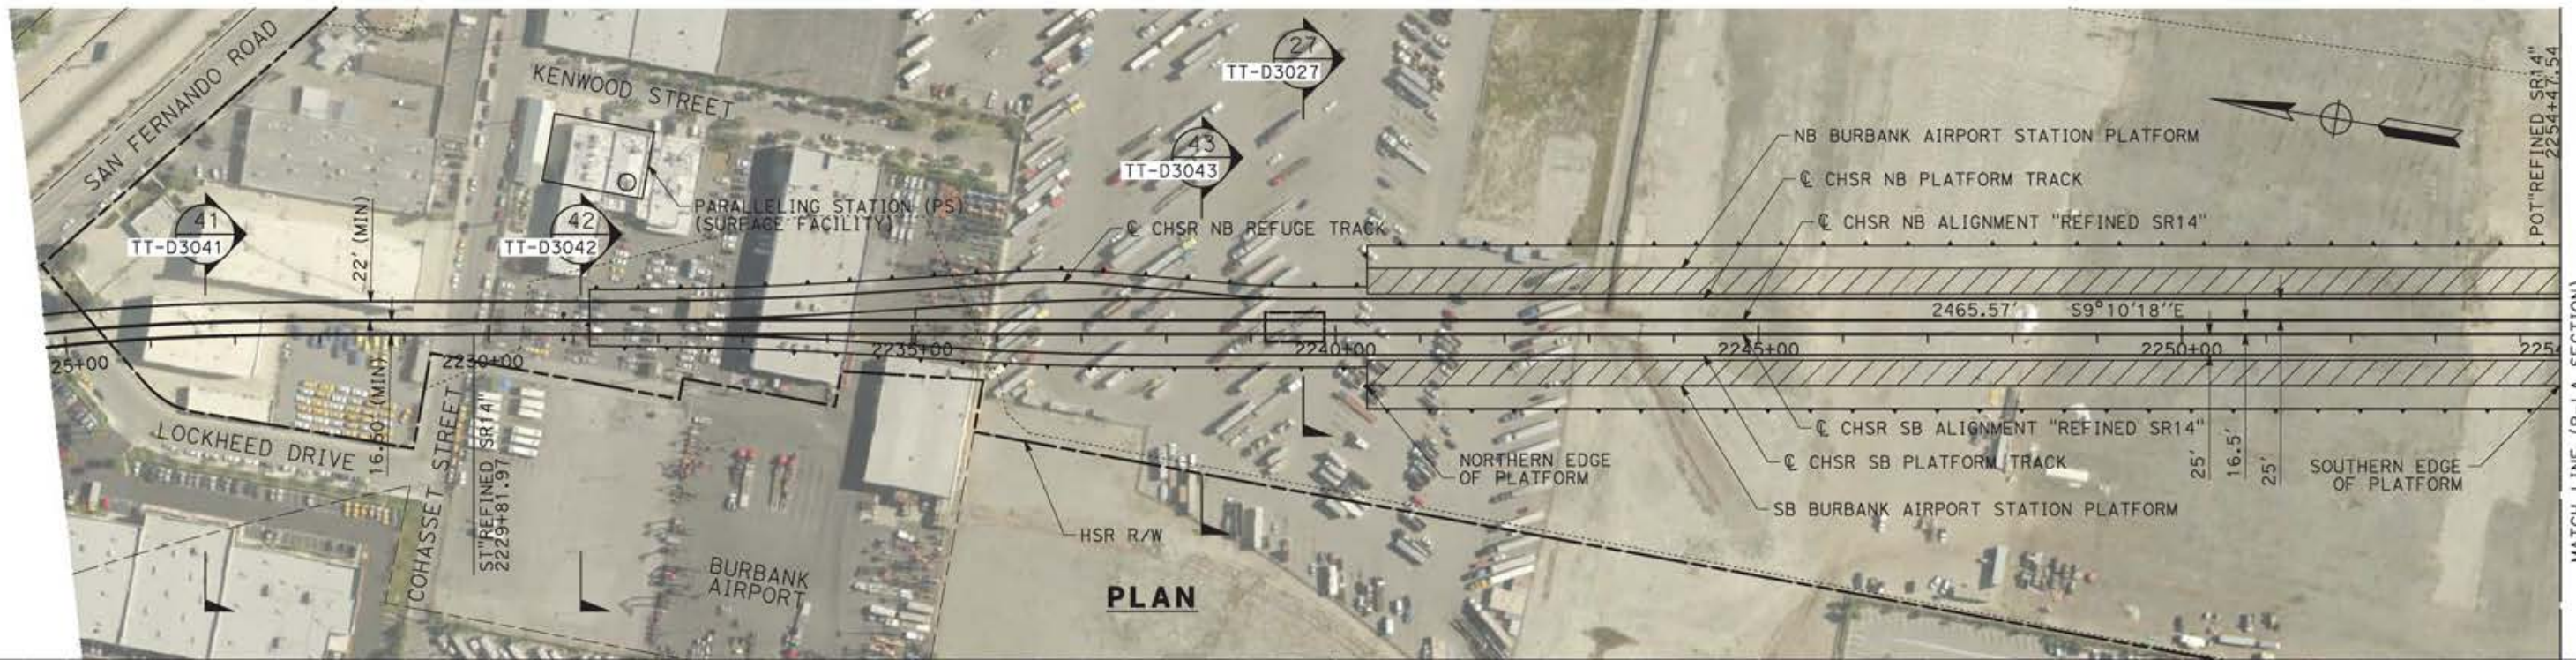 SAN FERNANDO ROAD
KENWOOD STREET
27
TT-D3027
43
TT-D3043
41
TT-D3041
42
TT-D3042
22' (MIN)
PARALLELING STATION (PS)
(SURFACE FACILITY)
℄ CHSR NB REFUGE TRACK
NB BURBANK AIRPORT STATION PLATFORM
℄ CHSR NB PLATFORM TRACK
℄ CHSR NB ALIGNMENT "REFINED SR14"
POT"REFINED SR14"
2254+47.54
2465.57' S9°10'18"E
25+00
2230+00
2235+00
2240+00
2245+00
2250+00
16.50' (MIN)
LOCKHEED DRIVE
COHASSET STREET
ST"REFINED SR14"
2229+81.97
BURBANK
AIRPORT
HSR R/W
PLAN
NORTHERN EDGE
OF PLATFORM
℄ CHSR SB ALIGNMENT "REFINED SR14"
℄ CHSR SB PLATFORM TRACK
SB BURBANK AIRPORT STATION PLATFORM
25'
16.5'
25'
SOUTHERN EDGE
OF PLATFORM